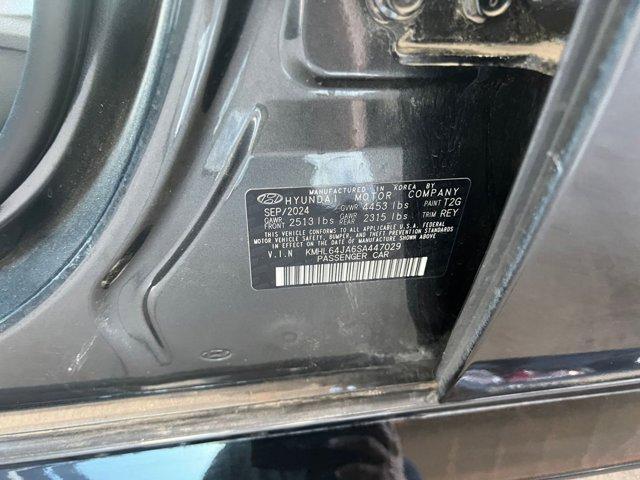 MANUFACTURED IN KOREA BY
HYUNDAI MOTOR COMPANY
SEP/2024 GVWR 4453 lbs PAINT T2G
GAWR FRONT 2513 lbs GAWR REAR 2315 lbs TRIM REY
THIS VEHICLE CONFORMS TO ALL APPLICABLE U.S.A. FEDERAL
MOTOR VEHICLE SAFETY, BUMPER, AND THEFT PREVENTION STANDARDS
IN EFFECT ON THE DATE OF MANUFACTURE SHOWN ABOVE.
V.I.N KMHL64JA6SA447029
PASSENGER CAR